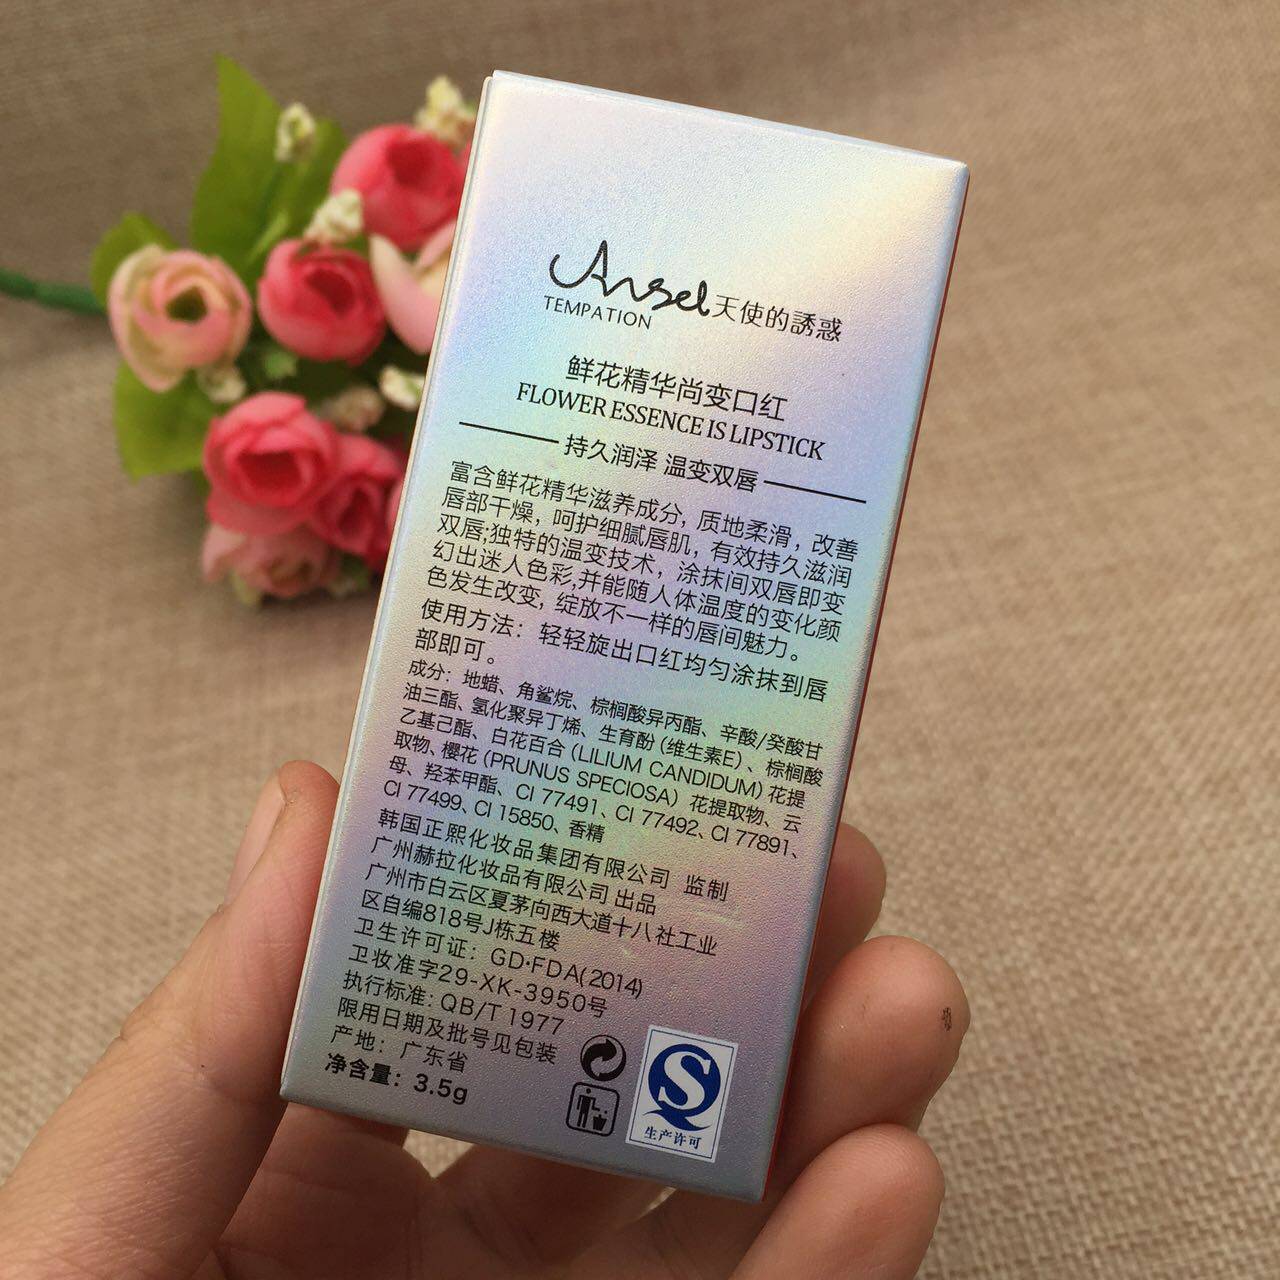 Ansel天使的誘惑
TEMPATION
鲜花精华尚变口红
FLOWER ESSENCE IS LIPSTICK
持久润泽 温变双唇
富含鲜花精华滋养成分, 质地柔滑, 改善
唇部干燥, 呵护细腻唇肌, 有效持久滋润
双唇;独特的温变技术, 涂抹间双唇即变
幻出迷人色彩,并能随人体温度的变化颜
色发生改变, 绽放不一样的唇间魅力。
使用方法: 轻轻旋出口红均匀涂抹到唇
部即可。
成分: 地蜡、角鲨烷、棕榈酸异丙酯、辛酸/癸酸甘
油三酯、氢化聚异丁烯、生育酚 (维生素E) 、棕榈酸
乙基己酯、白花百合 (LILIUM CANDIDUM) 花提
取物、樱花 (PRUNUS SPECIOSA) 花提取物、云
母、羟苯甲酯、CI 77491、CI 77492、CI 77891、
CI 77499、CI 15850、香精
韩国正熙化妆品集团有限公司 监制
广州赫拉化妆品有限公司 出品
广州市白云区夏茅向西大道十八社工业
区自编818号J栋五楼
卫生许可证: GD·FDA(2014)
卫妆准字29-XK-3950号
执行标准: QB/T 1977
限用日期及批号见包装
产地: 广东省
净含量: 3.5g
生产许可